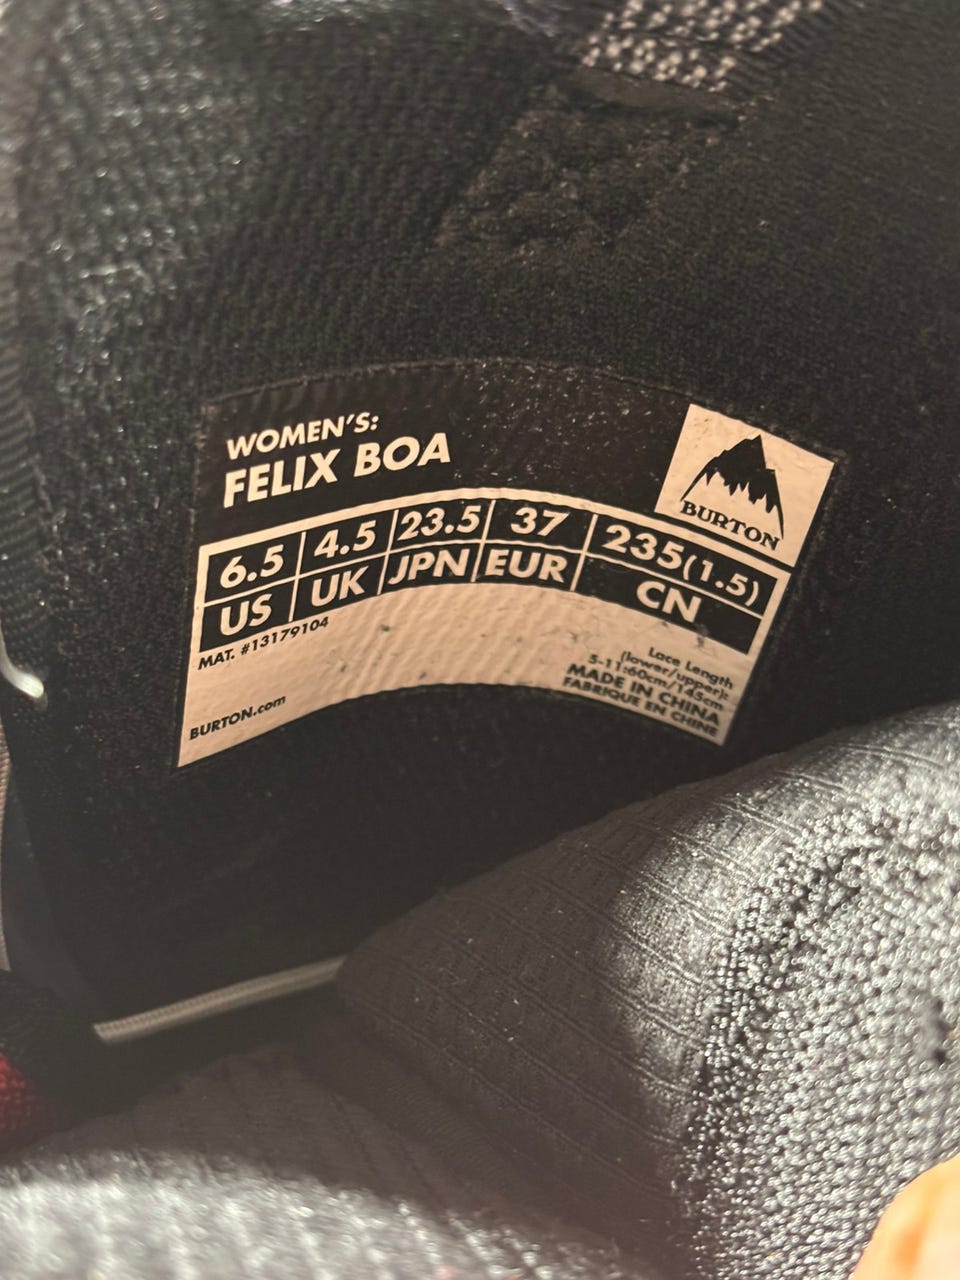 WOMEN'S:
FELIX BOA
BURTON
6.5 4.5 23.5 37 235(1.5)
US UK JPN EUR CN
MAT. #13179104
BURTON.com
Lace Length
(lower/upper):
5-11:60cm/145cm
MADE IN CHINA
FABRIQUE EN CHINE